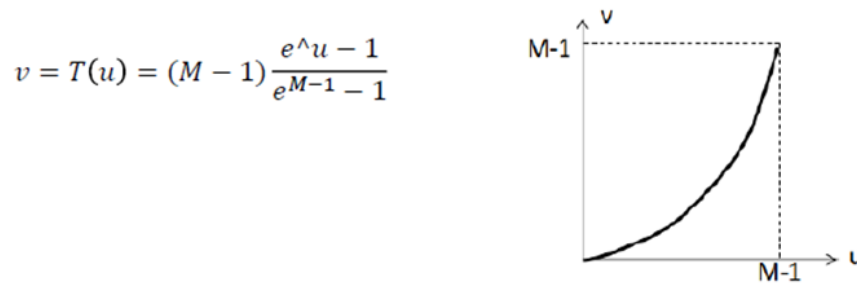 v = T(u) = (M − 1) e^u − 1 / e^{M−1} − 1
v
M-1
M-1
u